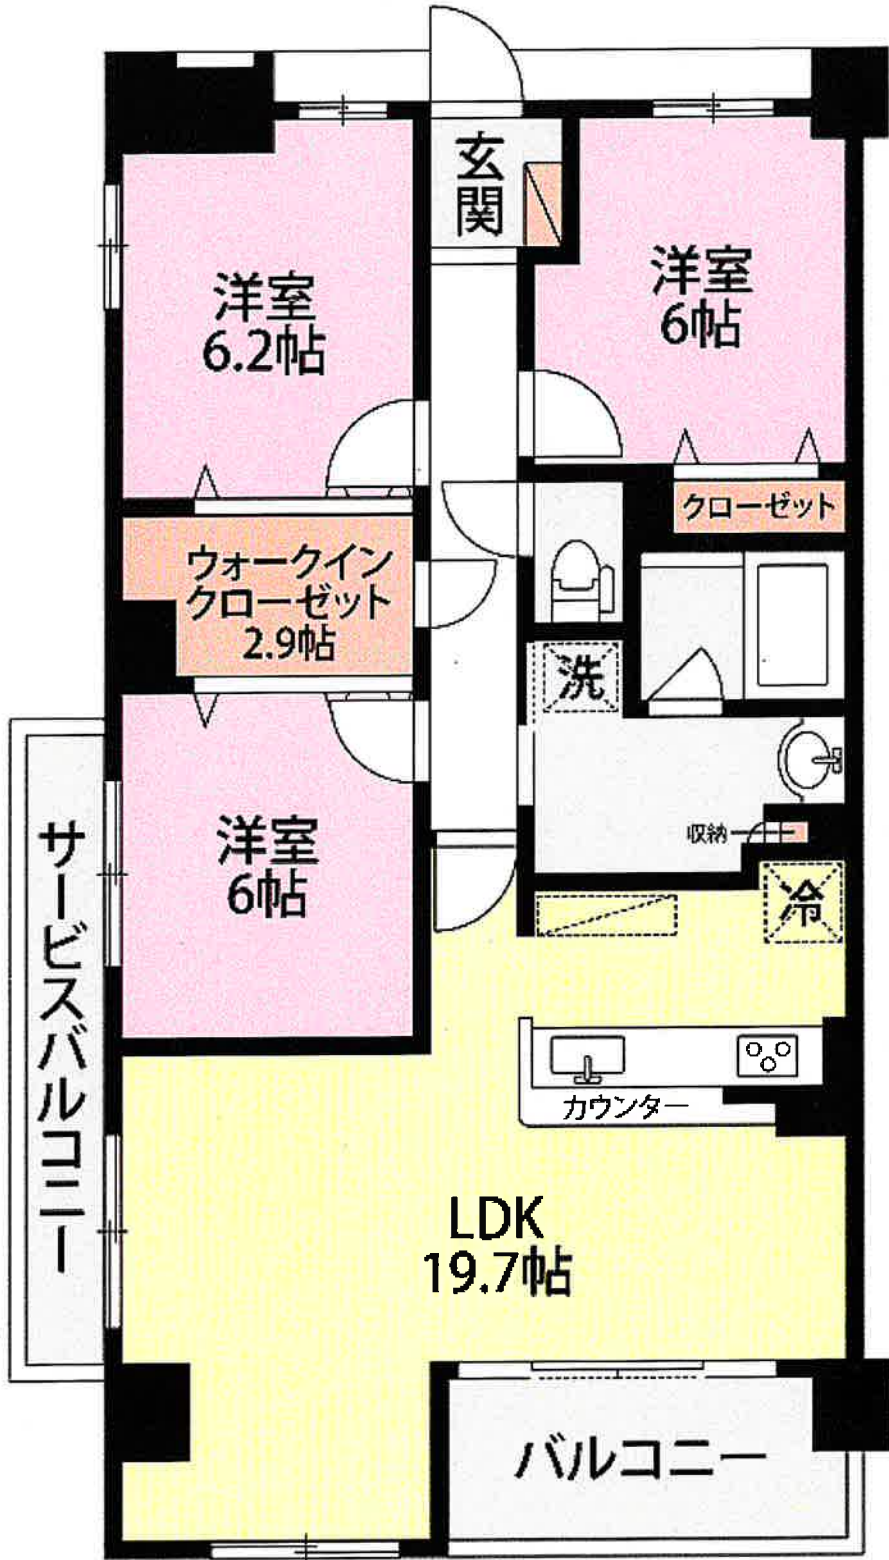 玄
関
洋室
6.2帖
洋室
6帖
クローゼット
ウォークイン
クローゼット
2.9帖
洗
洋室
6帖
収納
冷
サービスバルコニー
カウンター
LDK
19.7帖
バルコニー